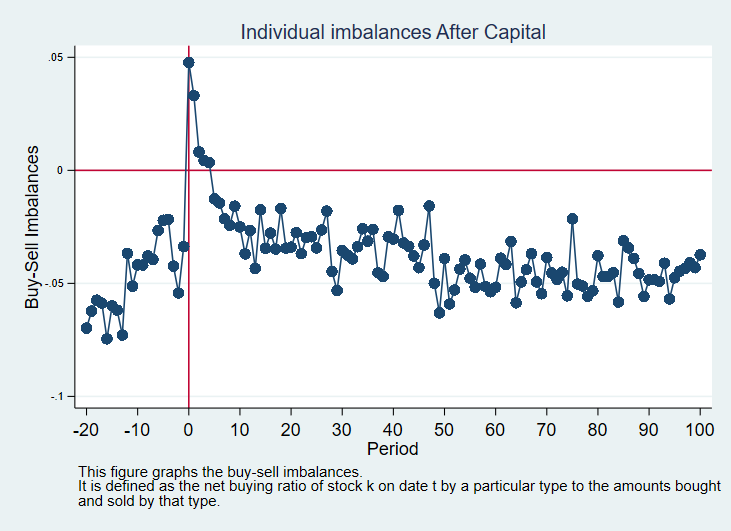 Individual imbalances After Capital
.05
0
-.05
-.1
Buy-Sell Imbalances
-20 -10 0 10 20 30 40 50 60 70 80 90 100
Period
This figure graphs the buy-sell imbalances.
It is defined as the net buying ratio of stock k on date t by a particular type to the amounts bought
and sold by that type.